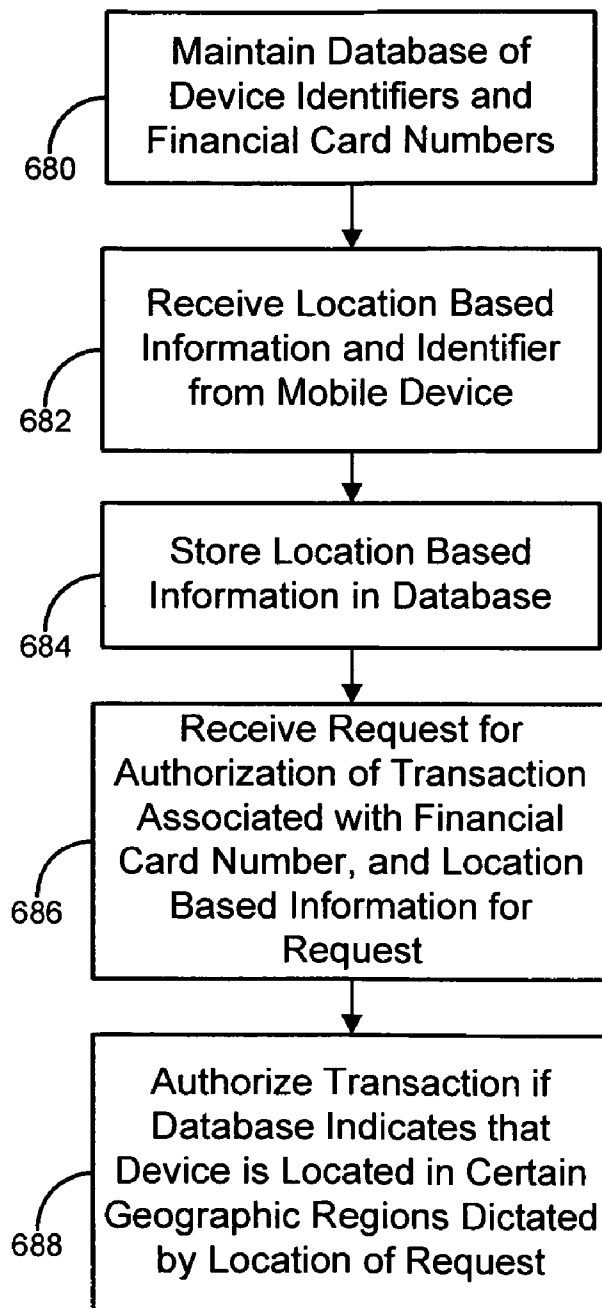 Maintain Database of
Device Identifiers and
Financial Card Numbers
680
Receive Location Based
Information and Identifier
from Mobile Device
682
Store Location Based
Information in Database
684
Receive Request for
Authorization of Transaction
Associated with Financial
Card Number, and Location
Based Information for
Request
686
Authorize Transaction if
Database Indicates that
Device is Located in Certain
Geographic Regions Dictated
by Location of Request
688